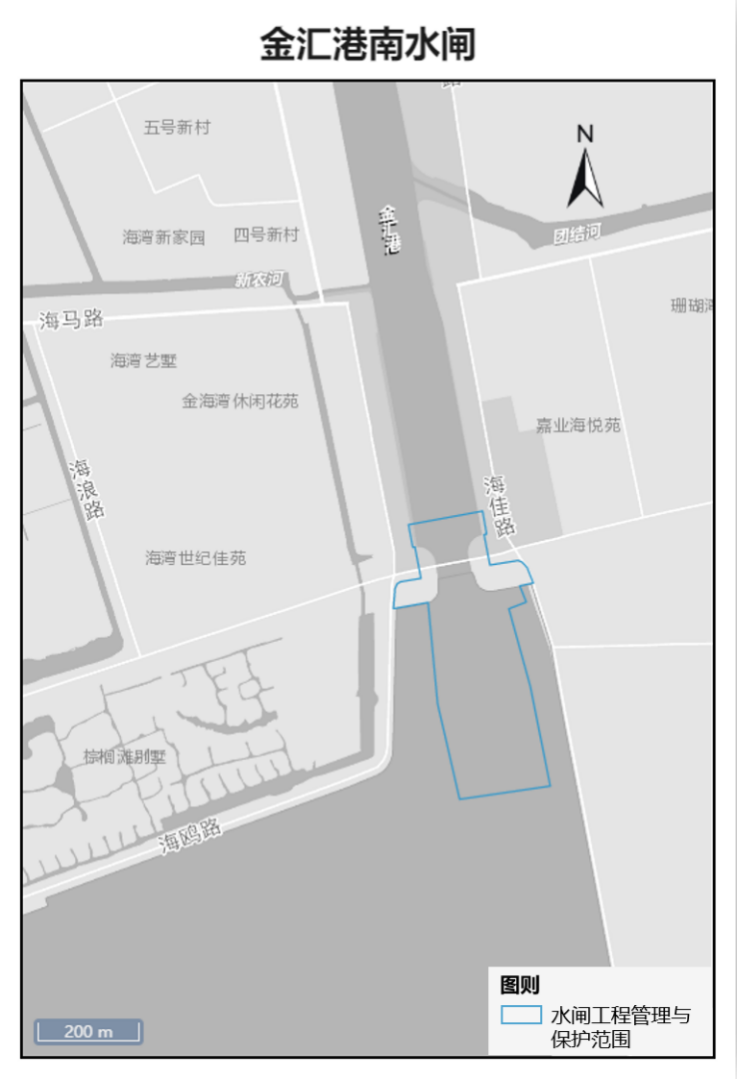 金汇港南水闸
五号新村
N
金汇港
海湾新家园
四号新村
团结河
新农河
海马路
海湾艺墅
金海湾休闲花苑
嘉业海悦苑
海浪路
海佳路
海湾世纪佳苑
棕榈滩别墅
海鸥路
图则
水闸工程管理与
保护范围
200 m